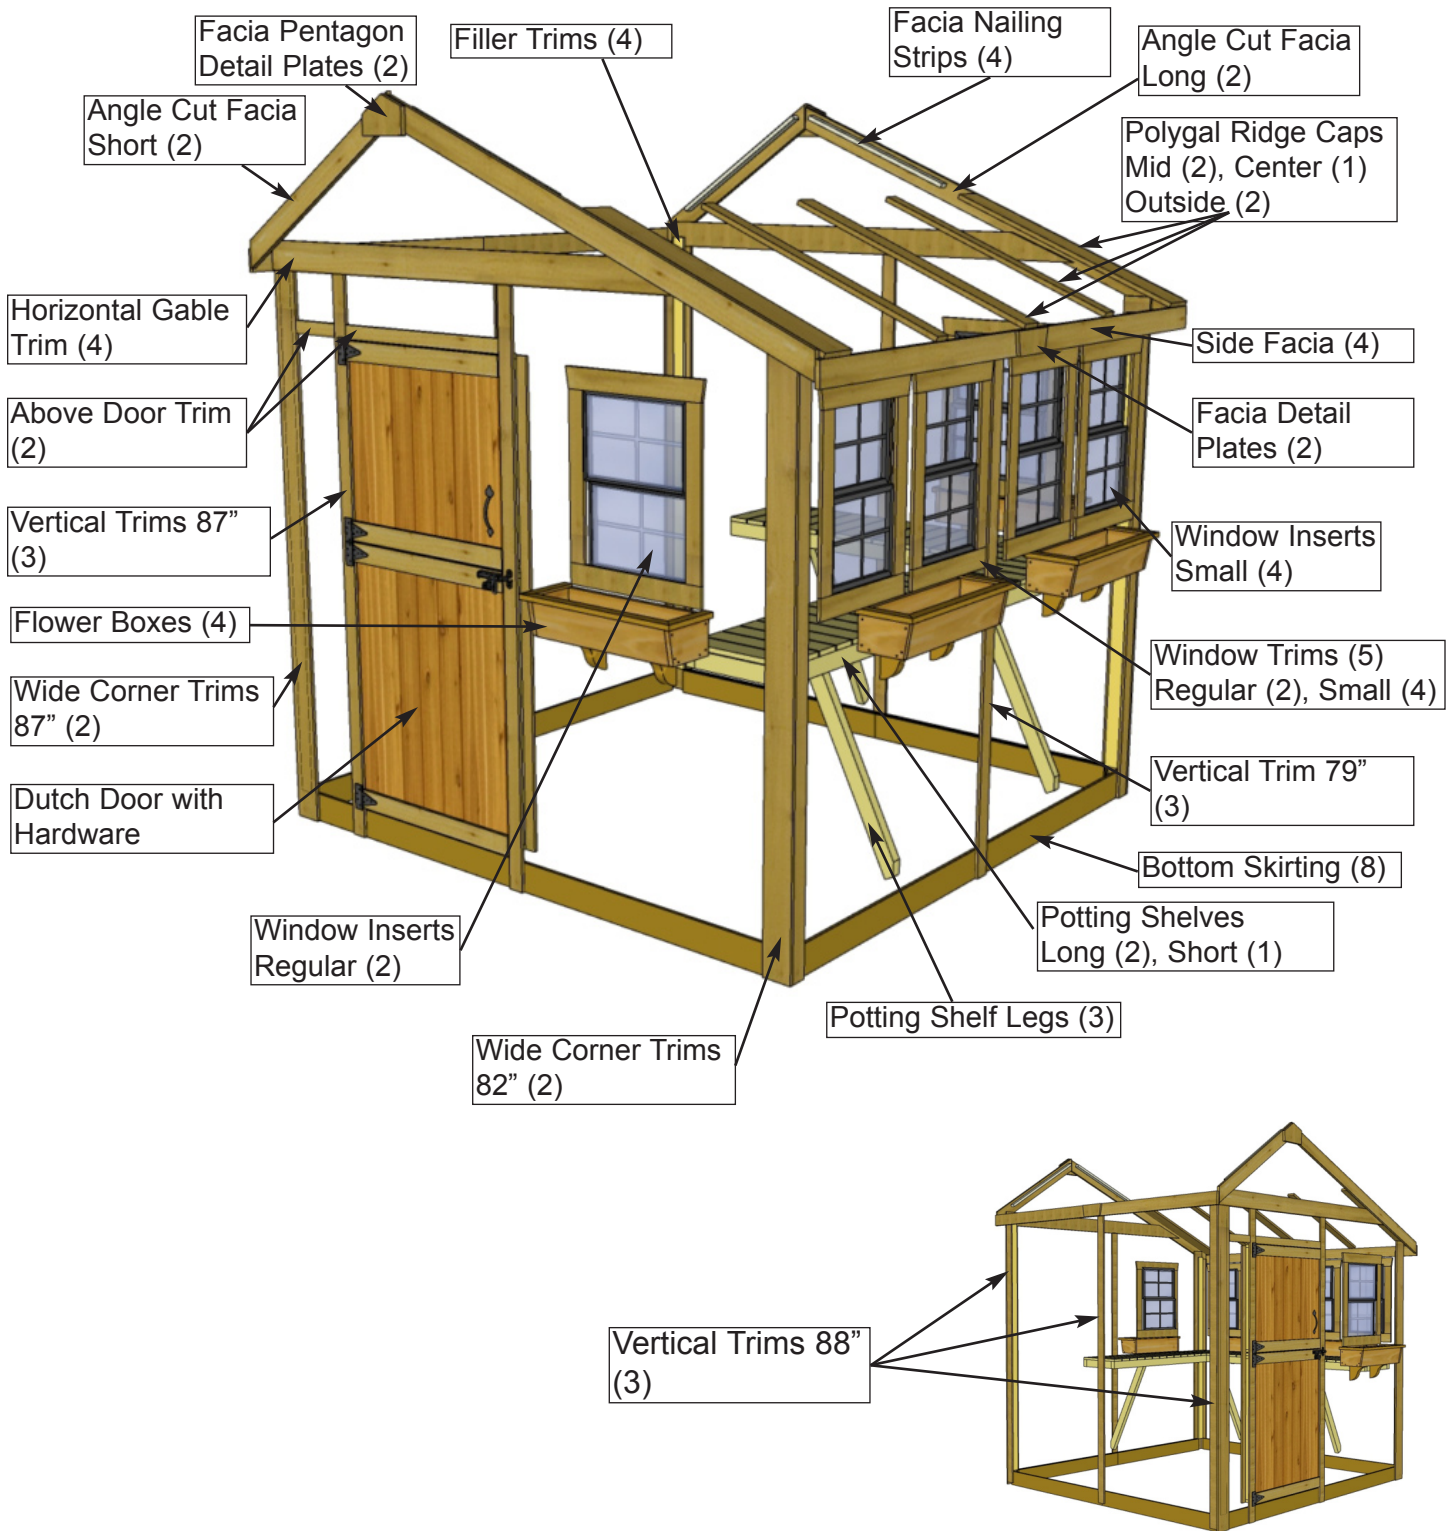 Facia Pentagon
Detail Plates (2)
Filler Trims (4)
Facia Nailing
Strips (4)
Angle Cut Facia
Long (2)
Angle Cut Facia
Short (2)
Polygal Ridge Caps
Mid (2), Center (1)
Outside (2)
Horizontal Gable
Trim (4)
Side Facia (4)
Above Door Trim
(2)
Facia Detail
Plates (2)
Vertical Trims 87”
(3)
Window Inserts
Small (4)
Flower Boxes (4)
Window Trims (5)
Regular (2), Small (4)
Wide Corner Trims
87” (2)
Vertical Trim 79”
(3)
Dutch Door with
Hardware
Bottom Skirting (8)
Window Inserts
Regular (2)
Potting Shelves
Long (2), Short (1)
Potting Shelf Legs (3)
Wide Corner Trims
82” (2)
Vertical Trims 88”
(3)